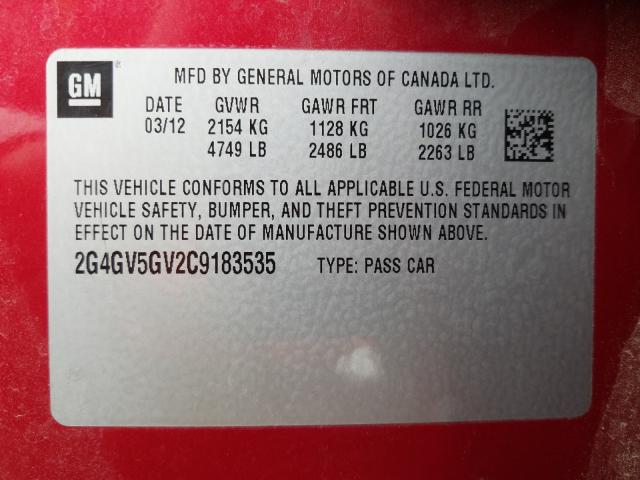 GM
MFD BY GENERAL MOTORS OF CANADA LTD.
DATE GVWR GAWR FRT GAWR RR
03/12 2154 KG 1128 KG 1026 KG
4749 LB 2486 LB 2263 LB
THIS VEHICLE CONFORMS TO ALL APPLICABLE U.S. FEDERAL MOTOR
VEHICLE SAFETY, BUMPER, AND THEFT PREVENTION STANDARDS IN
EFFECT ON THE DATE OF MANUFACTURE SHOWN ABOVE.
2G4GV5GV2C9183535 TYPE: PASS CAR